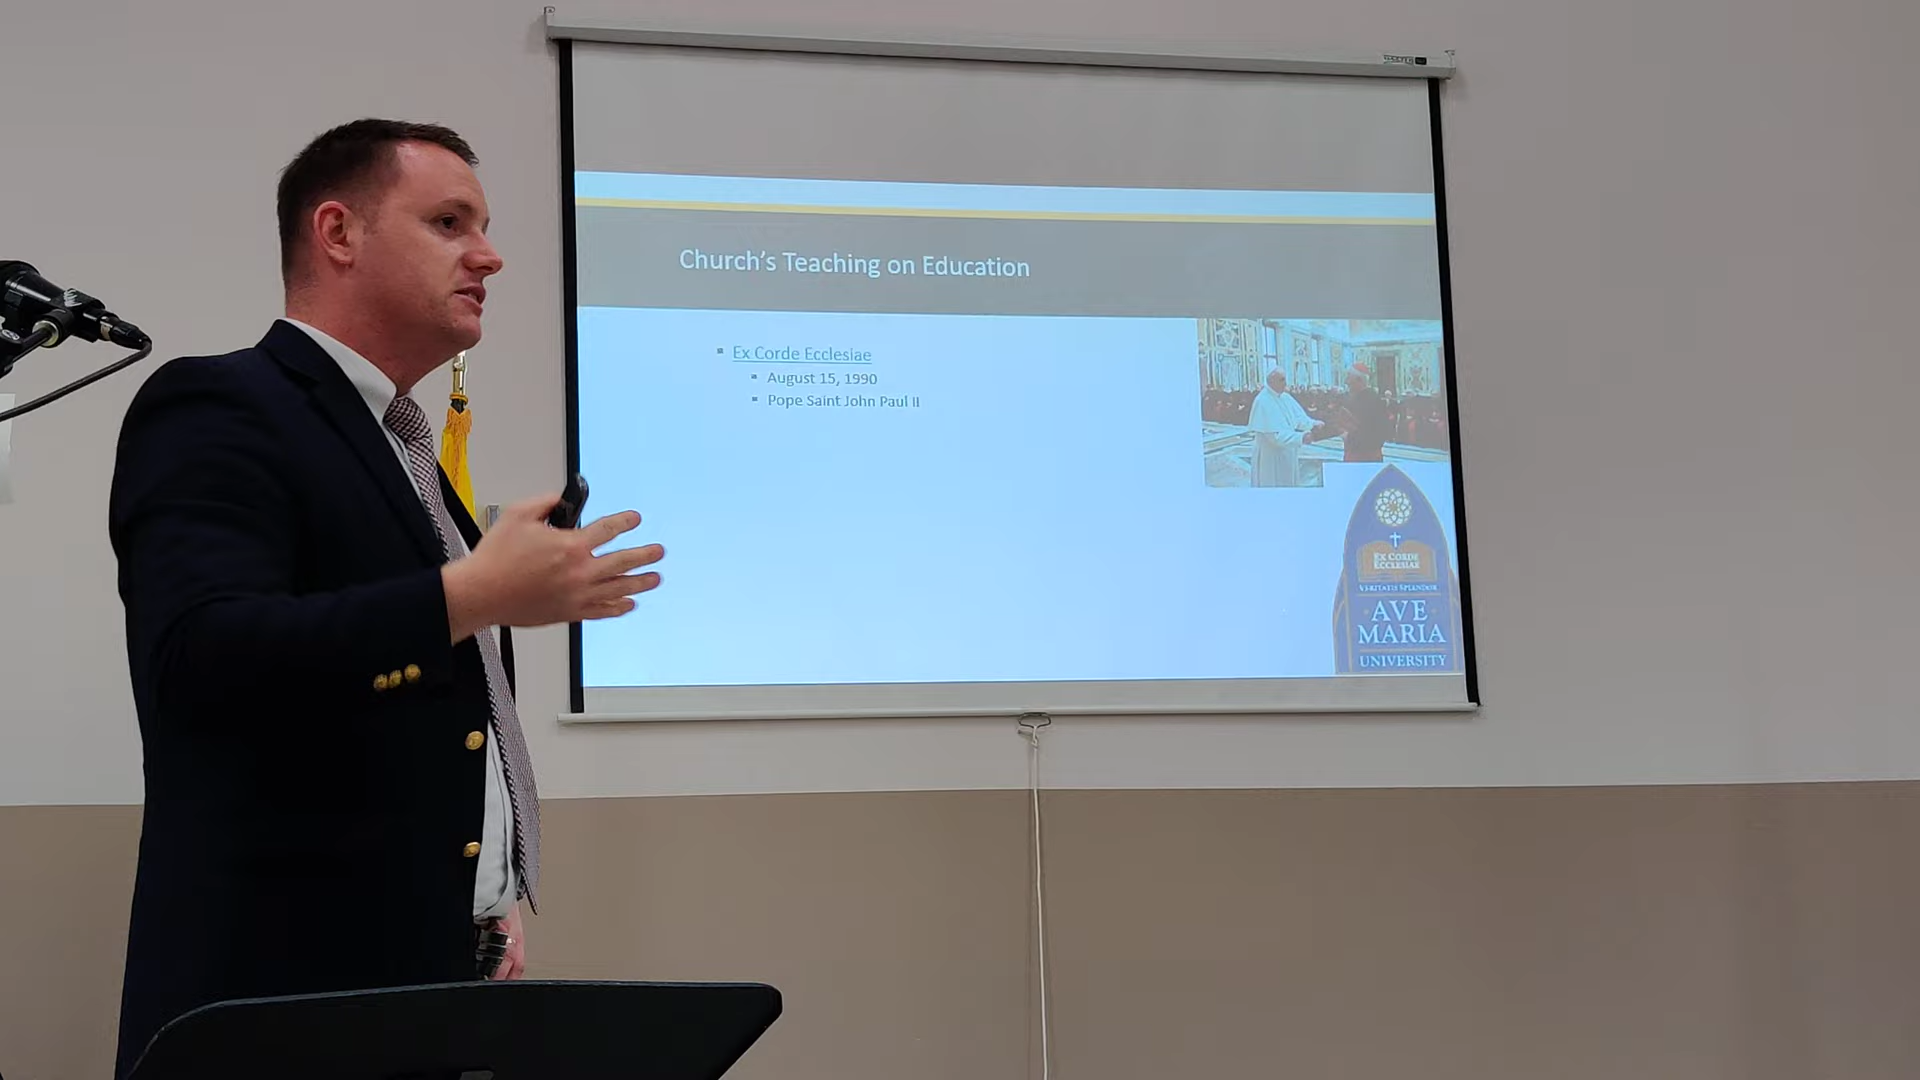 Church's Teaching on Education
Ex Corde Ecclesiae
August 15, 1990
Pope Saint John Paul II
EX CORDE
ECCLESIAE
VERITATIS SPLENDOR
AVE
MARIA
UNIVERSITY